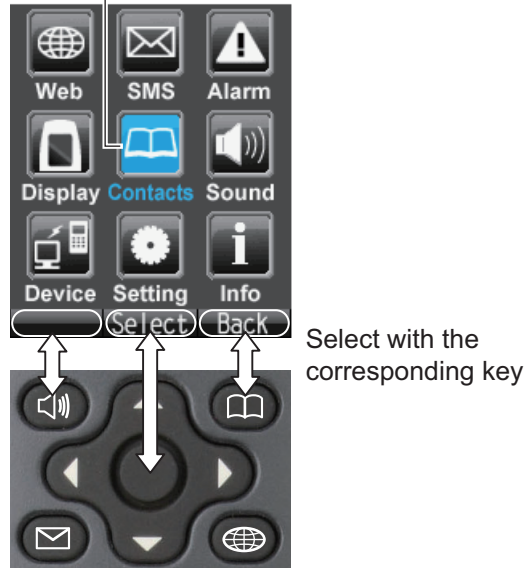 Web SMS Alarm
Display Contacts Sound
Device Setting Info
Select Back
Select with the
corresponding key